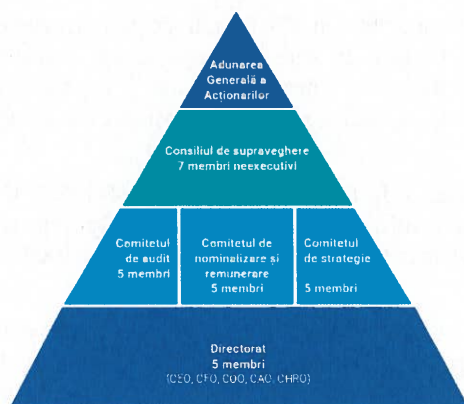 Adunarea
Generală a
Acționarilor
Consiliul de supraveghere
7 membri neexecutivi
Comitetul
de audit
5 membri
Comitetul de
nominalizare și
remunerare
5 membri
Comitetul
de strategie
5 membri
Directorat
5 membri
(CEO, CFO, COO, CAO, CHRO)